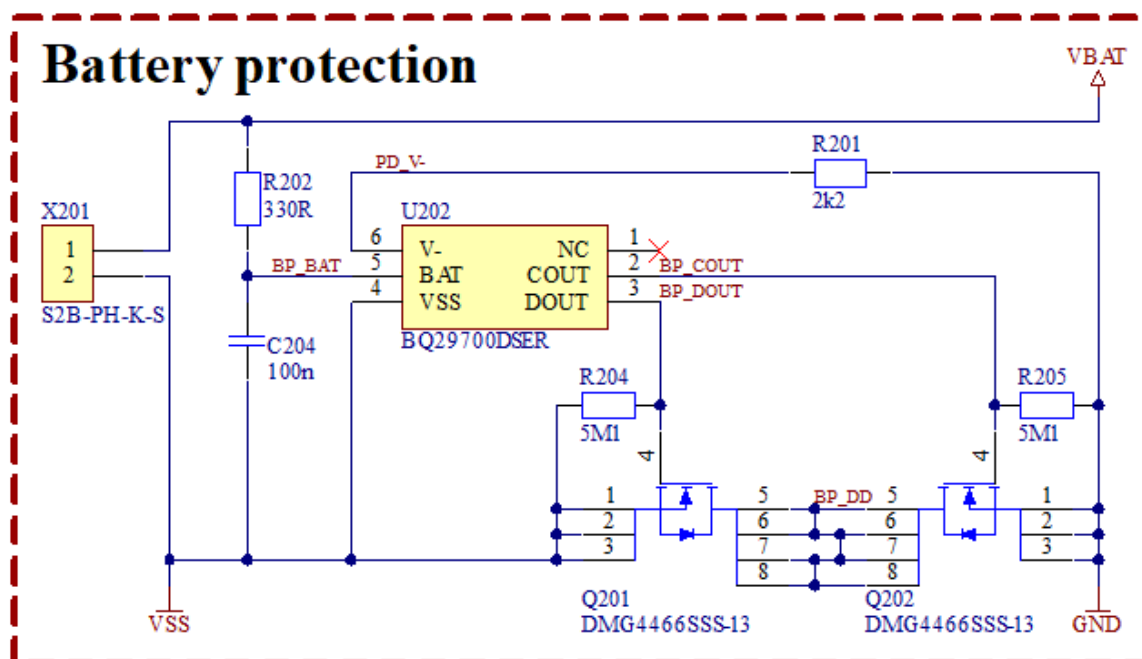 Battery protection
VBAT
R201
2k2
PD_V-
R202
330R
X201
1
2
S2B-PH-K-S
U202
6 V- NC 1
5 BAT COUT 2
4 VSS DOUT 3
BQ29700DSER
BP_BAT
BP_COUT
BP_DOUT
C204
100n
R204
5M1
R205
5M1
4
4
1
2
3
5
6
7
8
BP_DD
5
6
7
8
1
2
3
Q201
DMG4466SSS-13
Q202
DMG4466SSS-13
VSS
GND